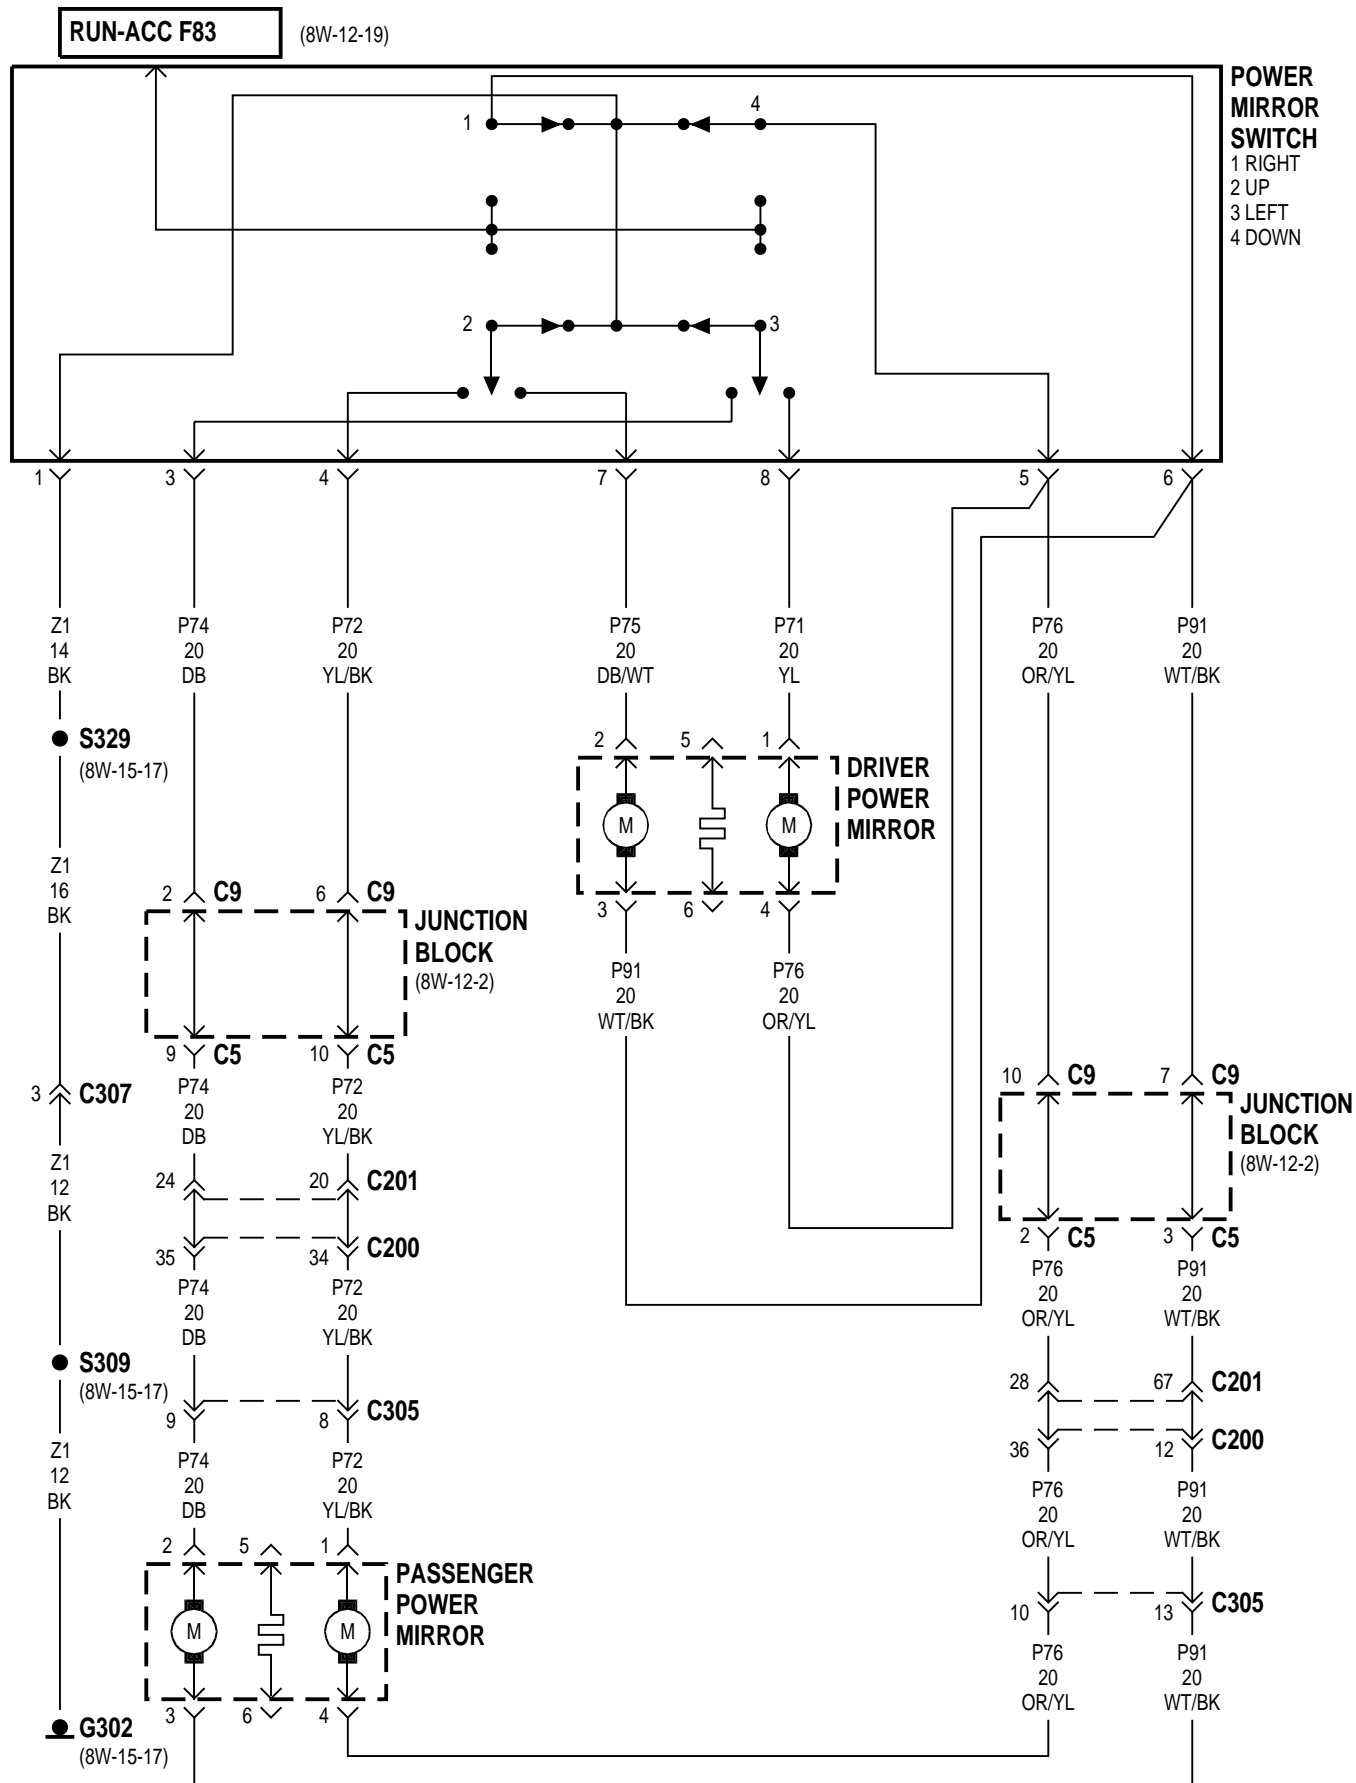 RUN-ACC F83
(8W-12-19)
POWER
MIRROR
SWITCH
1 RIGHT
2 UP
3 LEFT
4 DOWN
1
4
2
3
1
3
4
7
8
5
6
Z1
14
BK
P74
20
DB
P72
20
YL/BK
P75
20
DB/WT
P71
20
YL
P76
20
OR/YL
P91
20
WT/BK
S329
(8W-15-17)
2
5
1
DRIVER
POWER
MIRROR
M
M
3
6
4
Z1
16
BK
2
C9
6
C9
JUNCTION
BLOCK
(8W-12-2)
P91
20
WT/BK
P76
20
OR/YL
9
C5
10
C5
3
C307
P74
20
DB
P72
20
YL/BK
10
C9
7
C9
JUNCTION
BLOCK
(8W-12-2)
Z1
12
BK
24
20
C201
35
34
C200
2
C5
3
C5
P74
20
DB
P72
20
YL/BK
P76
20
OR/YL
P91
20
WT/BK
S309
(8W-15-17)
9
8
C305
28
67
C201
36
12
C200
Z1
12
BK
P74
20
DB
P72
20
YL/BK
P76
20
OR/YL
P91
20
WT/BK
2
5
1
PASSENGER
POWER
MIRROR
M
M
10
13
C305
P76
20
OR/YL
P91
20
WT/BK
3
6
4
G302
(8W-15-17)